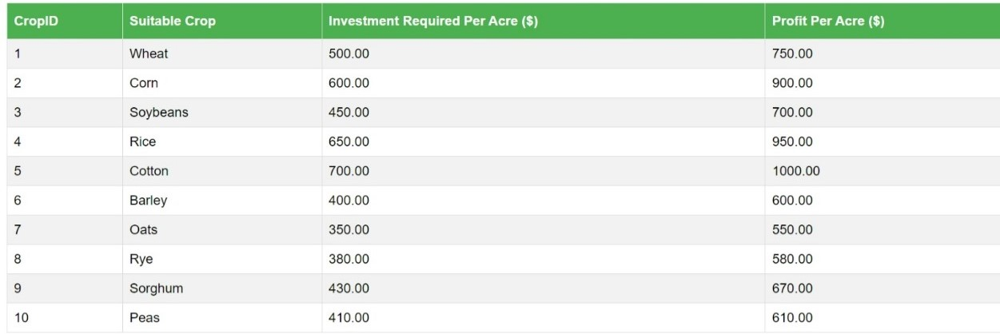 CropID Suitable Crop Investment Required Per Acre ($) Profit Per Acre ($)
1 Wheat 500.00 750.00
2 Corn 600.00 900.00
3 Soybeans 450.00 700.00
4 Rice 650.00 950.00
5 Cotton 700.00 1000.00
6 Barley 400.00 600.00
7 Oats 350.00 550.00
8 Rye 380.00 580.00
9 Sorghum 430.00 670.00
10 Peas 410.00 610.00